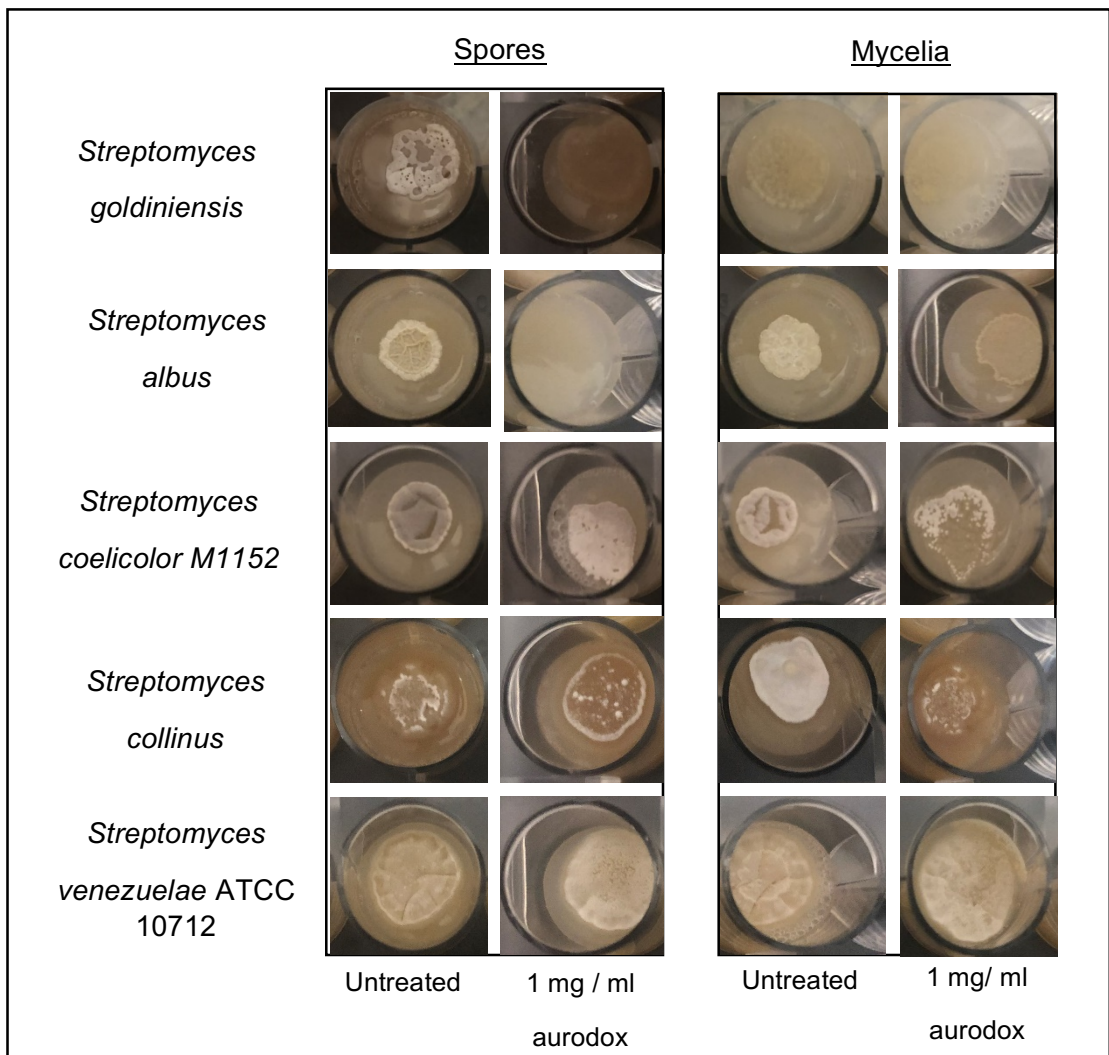 Spores
Mycelia
Streptomyces
goldiniensis
Streptomyces
albus
Streptomyces
coelicolor M1152
Streptomyces
collinus
Streptomyces
venezuelae ATCC
10712
Untreated
1 mg / ml
aurodox
Untreated
1 mg/ ml
aurodox